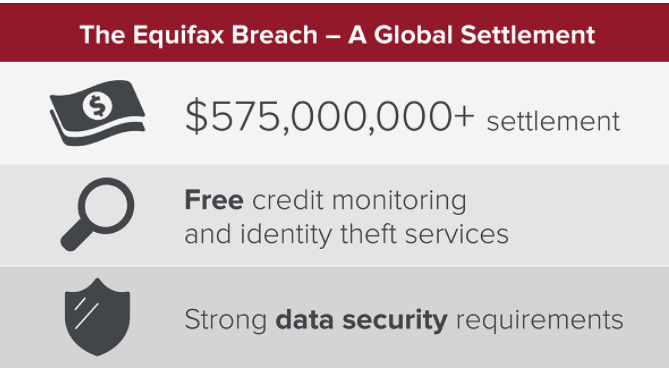 The Equifax Breach – A Global Settlement
$
$575,000,000+ settlement
Free credit monitoring
and identity theft services
Strong data security requirements